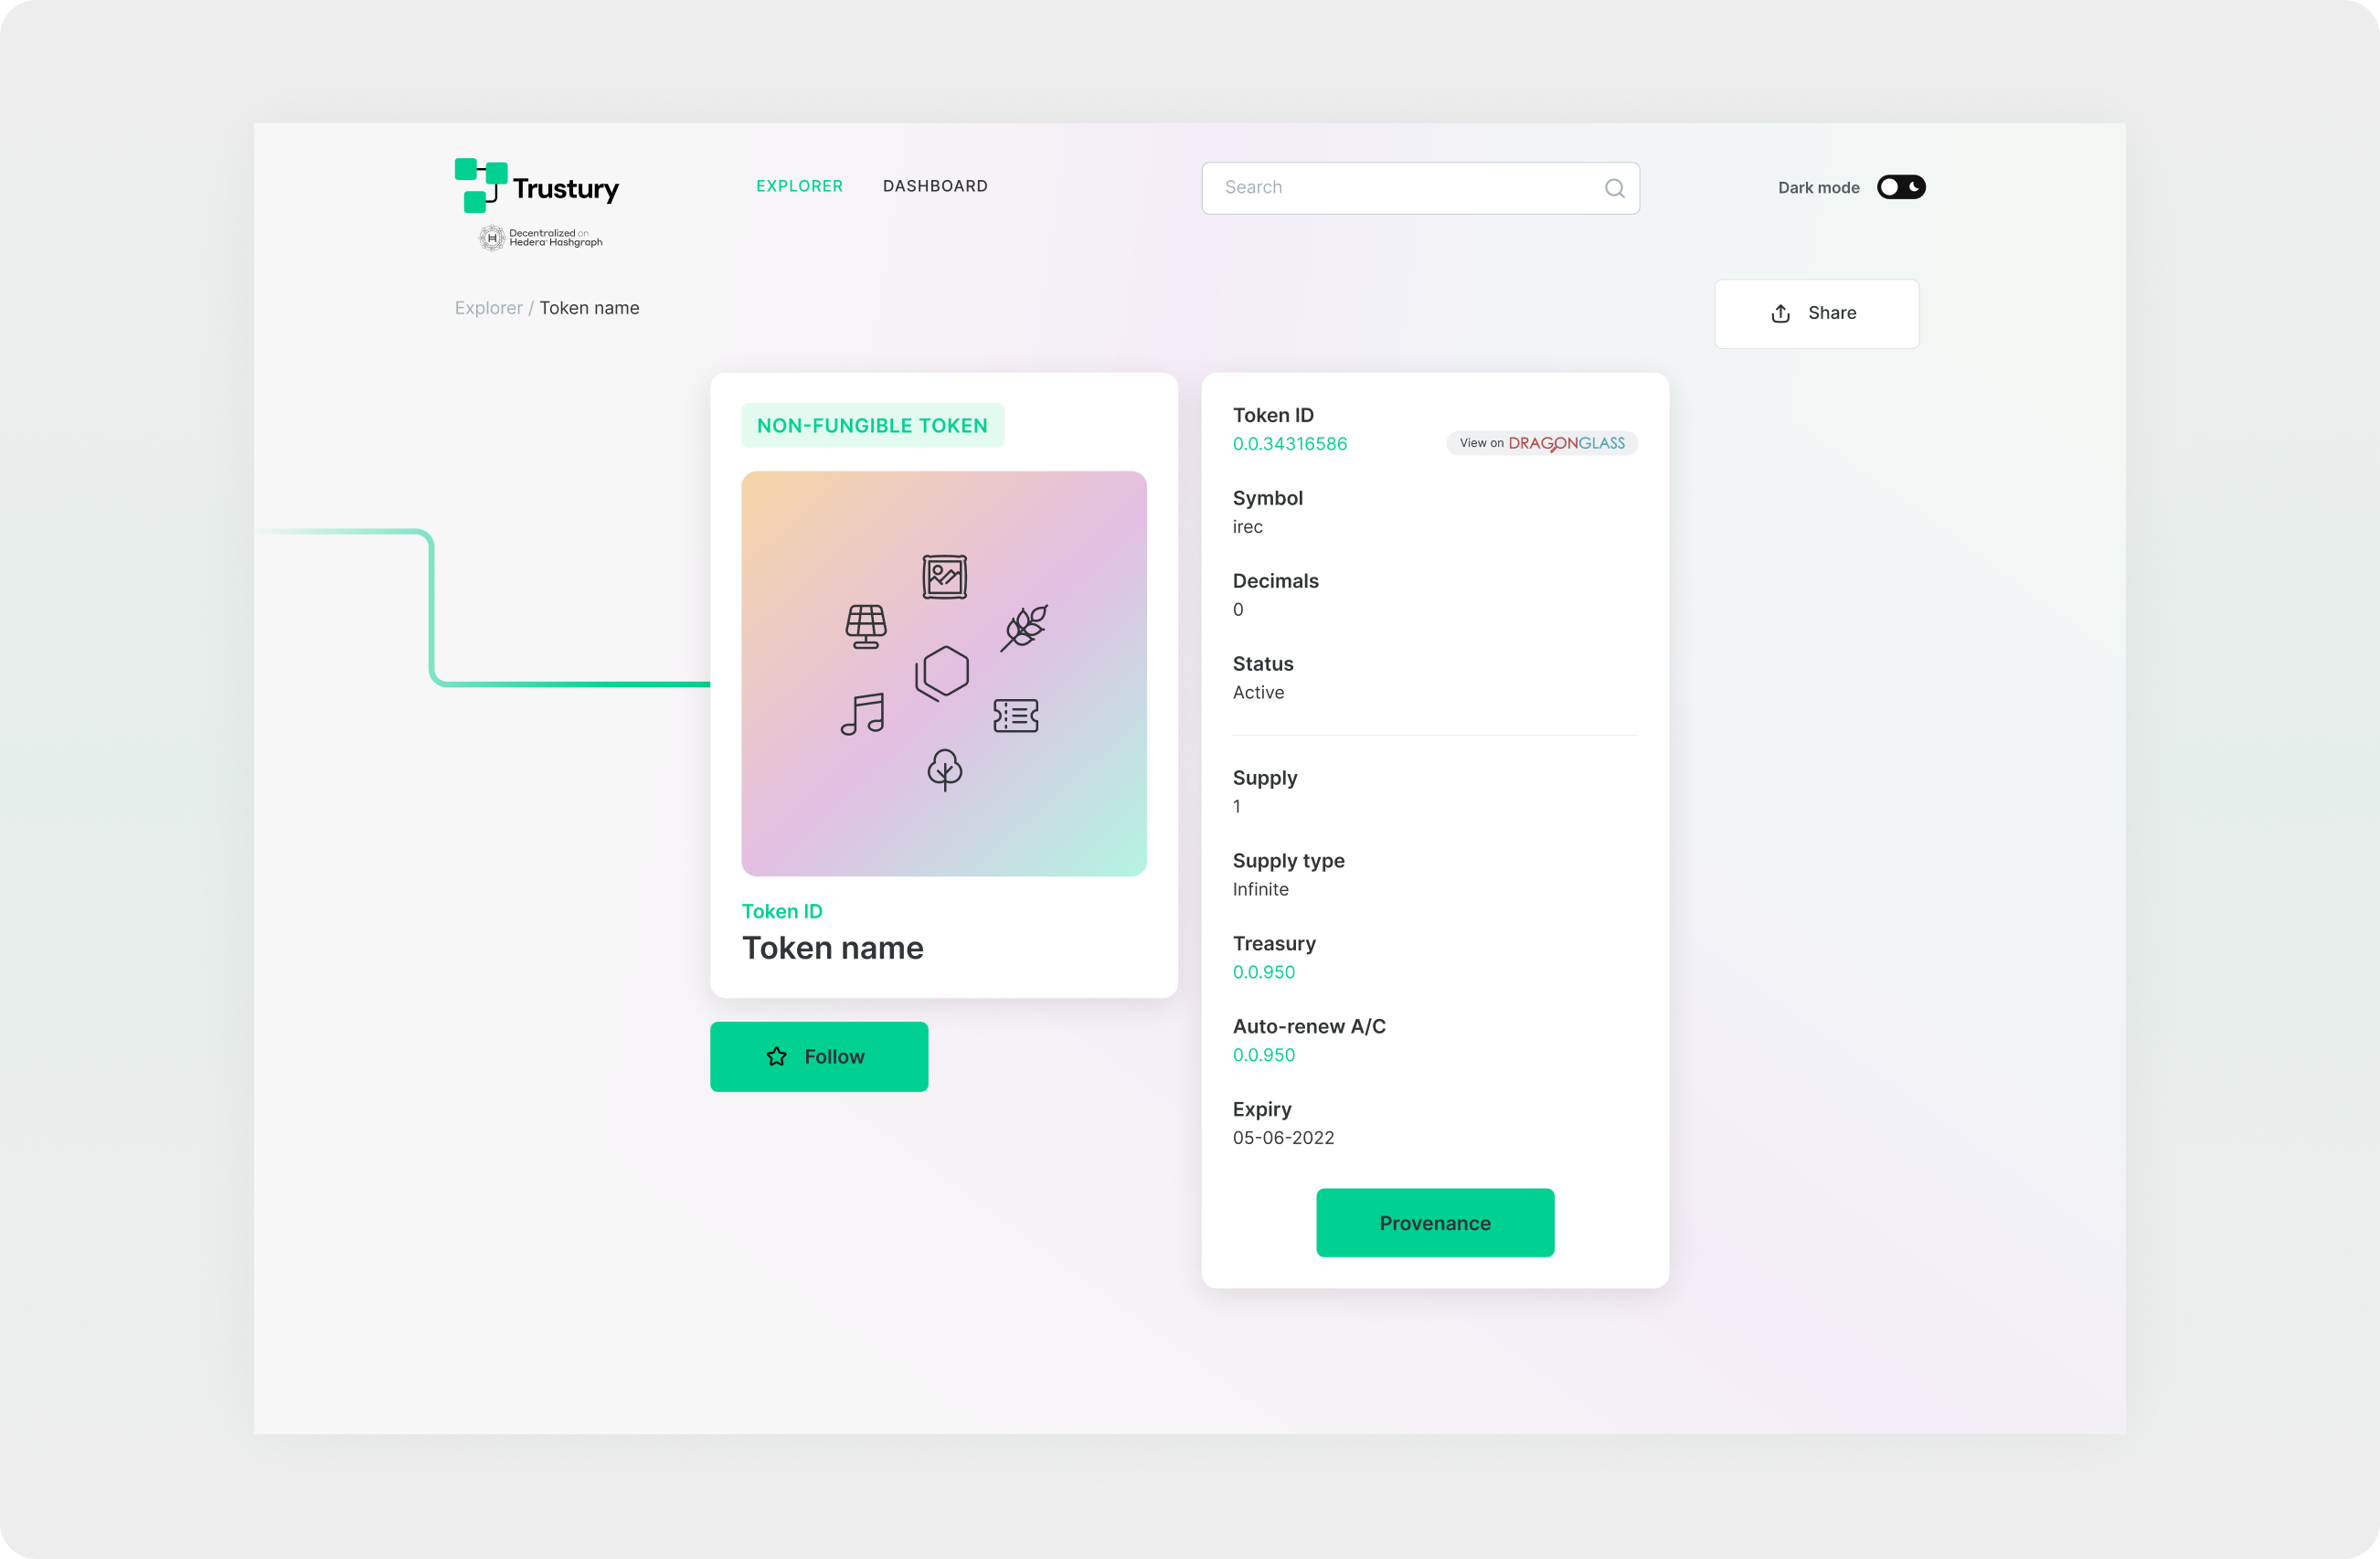 Trustury
Decentralized on
Hedera Hashgraph
EXPLORER
DASHBOARD
Search
Dark mode
Explorer / Token name
Share
NON-FUNGIBLE TOKEN
Token ID
Token name
Follow
Token ID
0.0.34316586
View on DRAGONGLASS
Symbol
irec
Decimals
0
Status
Active
Supply
1
Supply type
Infinite
Treasury
0.0.950
Auto-renew A/C
0.0.950
Expiry
05-06-2022
Provenance